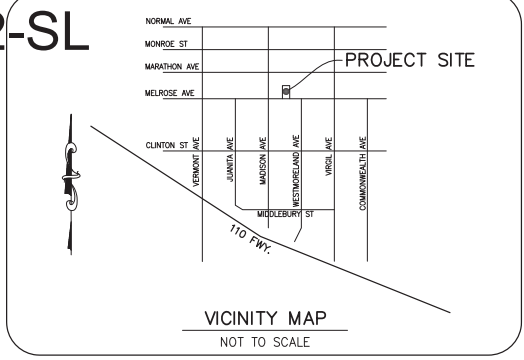 2-SL
NORMAL AVE
MONROE ST
MARATHON AVE
PROJECT SITE
MELROSE AVE
CLINTON ST
VERMONT AVE
JUANITA AVE
MADISON AVE
WESTMORELAND AVE
VIRGIL AVE
COMMONWEALTH AVE
MIDDLEBURY ST
110 FWY.
VICINITY MAP
NOT TO SCALE